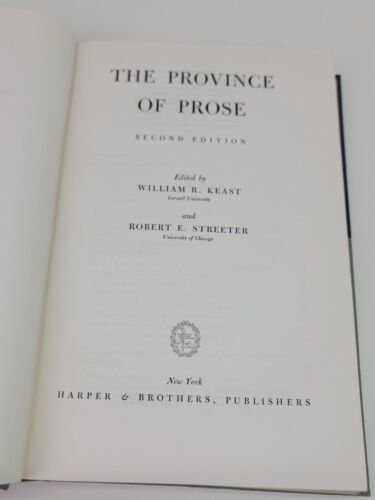 THE PROVINCE
OF PROSE
SECOND EDITION
Edited by
WILLIAM R. KEAST
Cornell University
and
ROBERT E. STREETER
University of Chicago
New York
HARPER & BROTHERS, PUBLISHERS